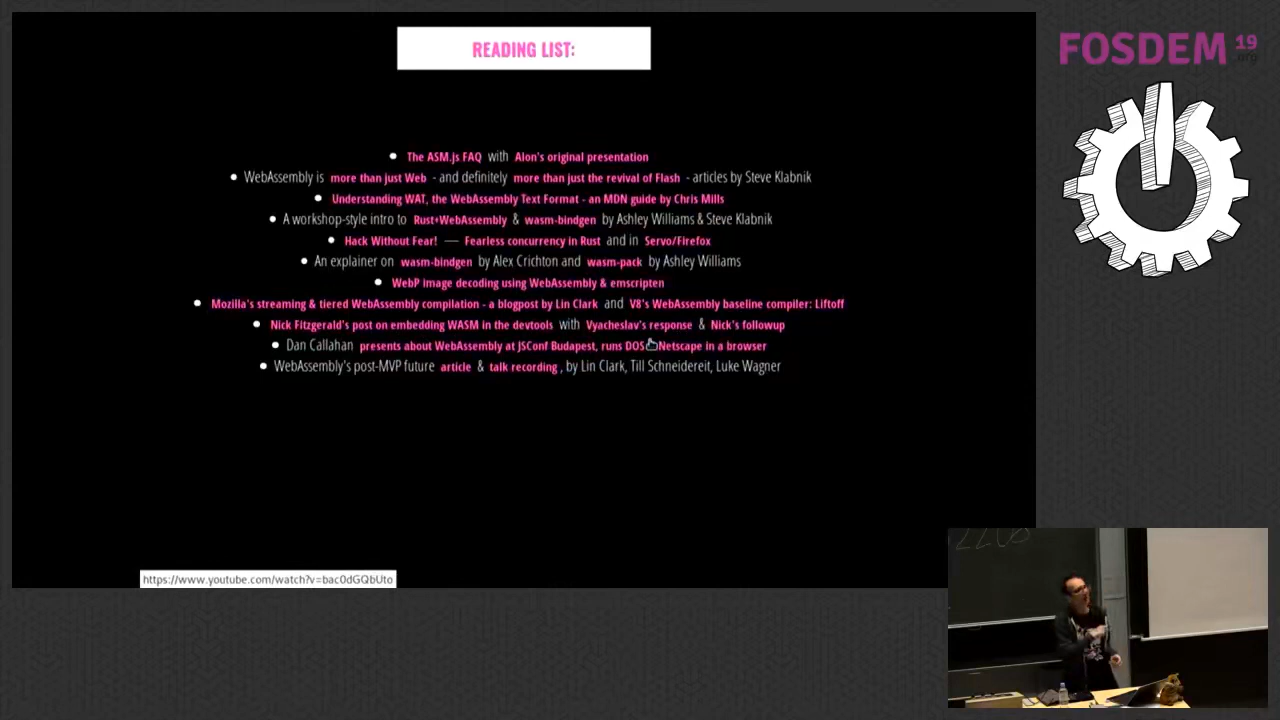 READING LIST:
The ASM.js FAQ with Alon's original presentation
WebAssembly is more than just Web - and definitely more than just the revival of Flash - articles by Steve Klabnik
Understanding WAT, the WebAssembly Text Format - an MDN guide by Chris Mills
A workshop-style intro to Rust+WebAssembly & wasm-bindgen by Ashley Williams & Steve Klabnik
Hack Without Fear! — Fearless concurrency in Rust and in Servo/Firefox
An explainer on wasm-bindgen by Alex Crichton and wasm-pack by Ashley Williams
WebP image decoding using WebAssembly & emscripten
Mozilla's streaming & tiered WebAssembly compilation - a blogpost by Lin Clark and V8's WebAssembly baseline compiler: Liftoff
Nick Fitzgerald's post on embedding WASM in the devtools with Vyacheslav's response & Nick's followup
Dan Callahan presents about WebAssembly at JSConf Budapest, runs DOS Netscape in a browser
WebAssembly's post-MVP future article & talk recording , by Lin Clark, Till Schneidereit, Luke Wagner
https://www.youtube.com/watch?v=bac0dGQbUto
FOSDEM 19
.org